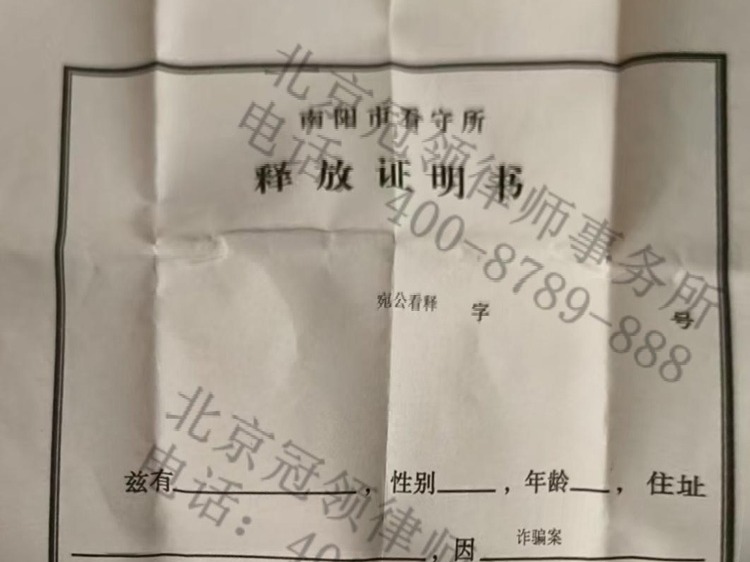 南阳市看守所
释放证明书
宛公看释 字 号
兹有 ，性别 ，年龄 ，住址
，因 诈骗案
北京冠领律师事务所
电话：400-8789-888
北京冠领律师
电话：40